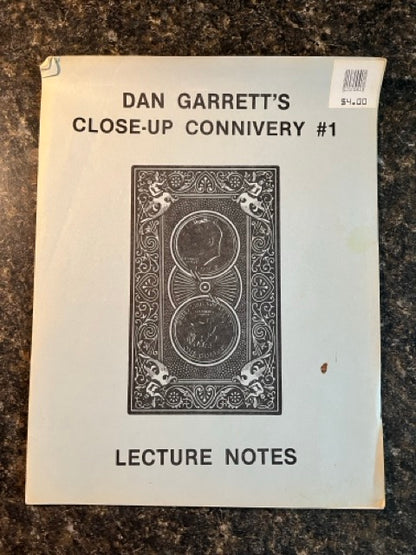 $4.00
DAN GARRETT'S
CLOSE-UP CONNIVERY #1
LECTURE NOTES